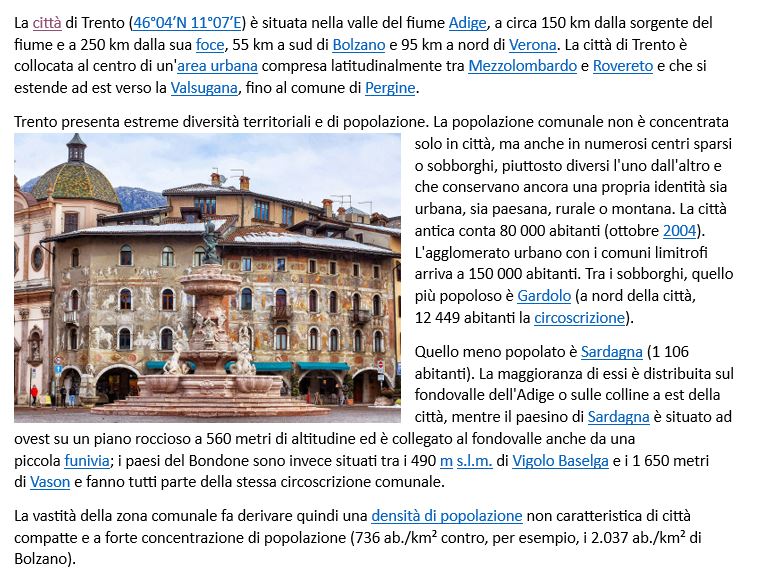 La città di Trento (46°04′N 11°07′E) è situata nella valle del fiume Adige, a circa 150 km dalla sorgente del
fiume e a 250 km dalla sua foce, 55 km a sud di Bolzano e 95 km a nord di Verona. La città di Trento è
collocata al centro di un'area urbana compresa latitudinalmente tra Mezzolombardo e Rovereto e che si
estende ad est verso la Valsugana, fino al comune di Pergine.
Trento presenta estreme diversità territoriali e di popolazione. La popolazione comunale non è concentrata
solo in città, ma anche in numerosi centri sparsi
o sobborghi, piuttosto diversi l'uno dall'altro e
che conservano ancora una propria identità sia
urbana, sia paesana, rurale o montana. La città
antica conta 80 000 abitanti (ottobre 2004).
L'agglomerato urbano con i comuni limitrofi
arriva a 150 000 abitanti. Tra i sobborghi, quello
più popoloso è Gardolo (a nord della città,
12 449 abitanti la circoscrizione).
Quello meno popolato è Sardagna (1 106
abitanti). La maggioranza di essi è distribuita sul
fondovalle dell'Adige o sulle colline a est della
città, mentre il paesino di Sardagna è situato ad
ovest su un piano roccioso a 560 metri di altitudine ed è collegato al fondovalle anche da una
piccola funivia; i paesi del Bondone sono invece situati tra i 490 m s.l.m. di Vigolo Baselga e i 1 650 metri
di Vason e fanno tutti parte della stessa circoscrizione comunale.
La vastità della zona comunale fa derivare quindi una densità di popolazione non caratteristica di città
compatte e a forte concentrazione di popolazione (736 ab./km² contro, per esempio, i 2.037 ab./km² di
Bolzano).